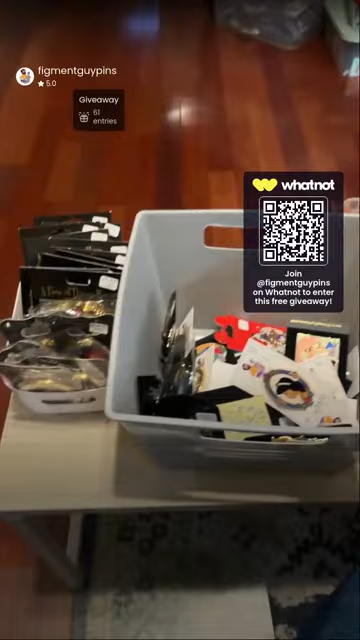 figmentguypins
★ 5.0
Giveaway
61
entries
whatnot
Join
@figmentguypins
on Whatnot to enter
this free giveaway!